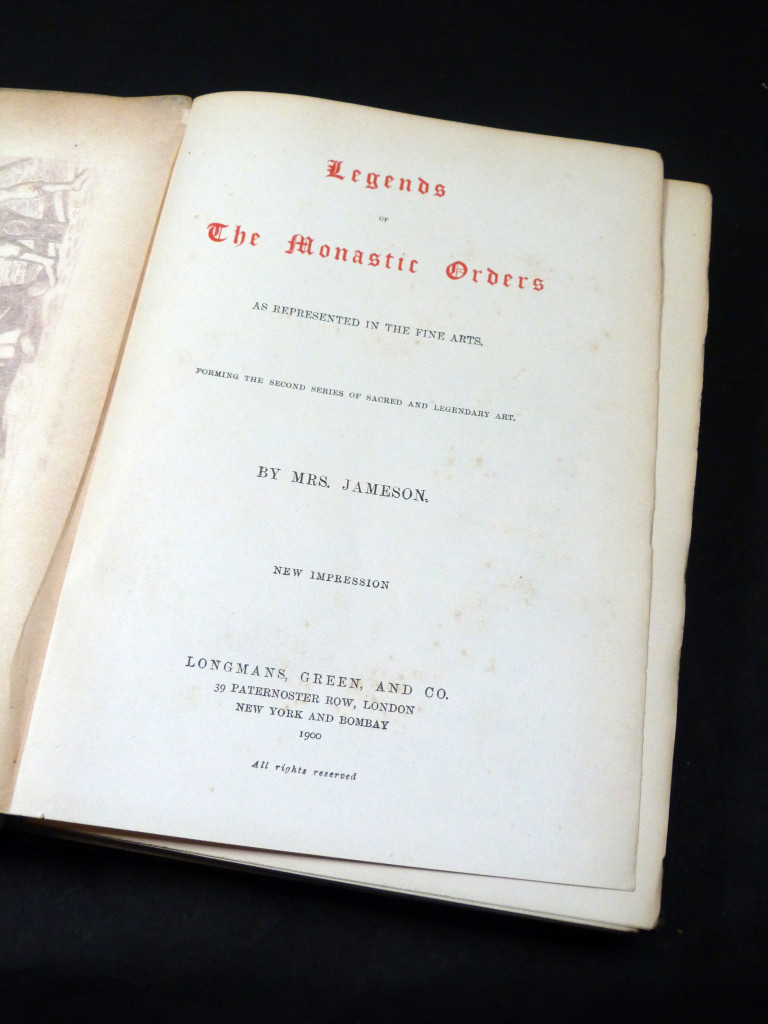 Legends
OF
The Monastic Orders
AS REPRESENTED IN THE FINE ARTS.
FORMING THE SECOND SERIES OF SACRED AND LEGENDARY ART.
BY MRS. JAMESON.
NEW IMPRESSION
LONGMANS, GREEN, AND CO.
39 PATERNOSTER ROW, LONDON
NEW YORK AND BOMBAY
1900
All rights reserved